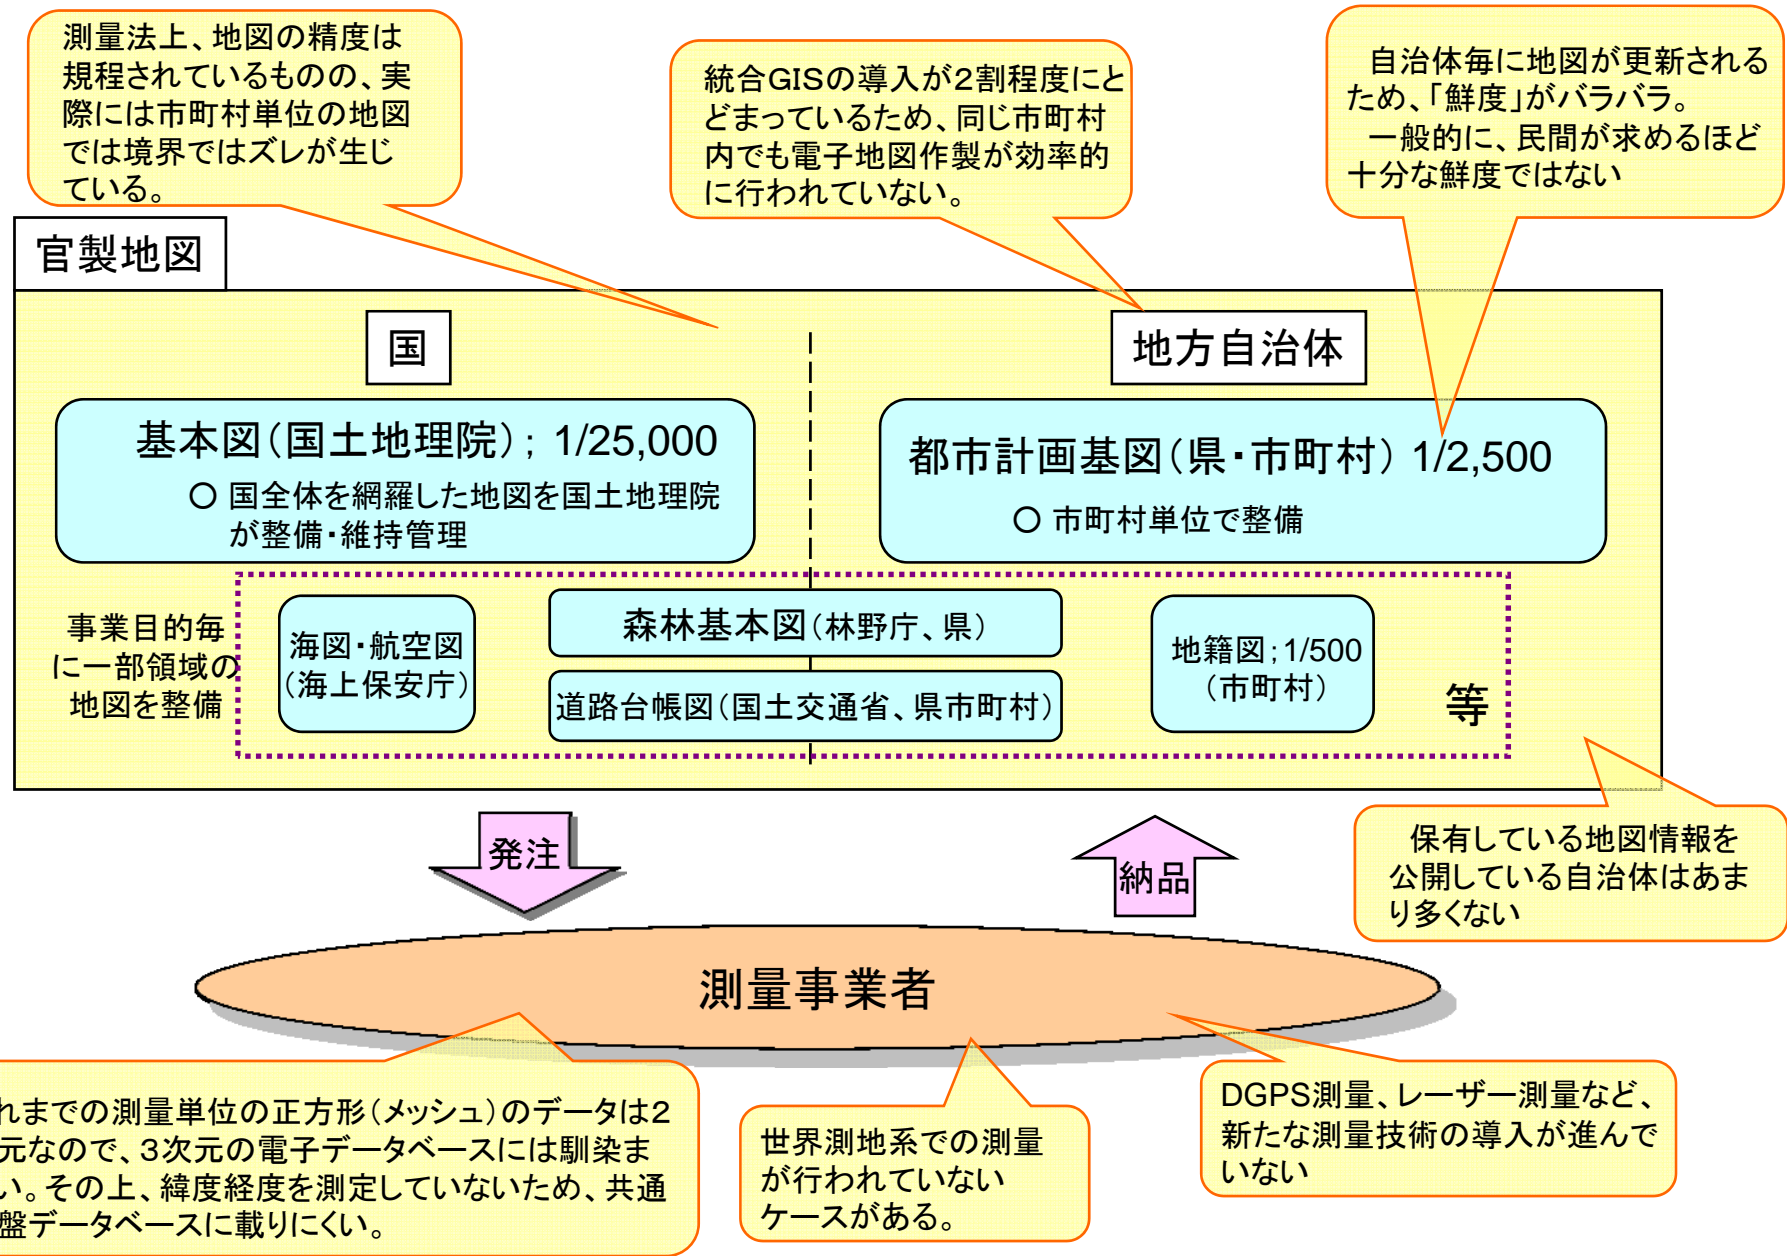 測量法上、地図の精度は
規程されているものの、実
際には市町村単位の地図
では境界ではズレが生じ
ている。
統合GISの導入が２割程度にと
どまっているため、同じ市町村
内でも電子地図作製が効率的
に行われていない。
自治体毎に地図が更新される
ため、「鮮度」がバラバラ。
一般的に、民間が求めるほど
十分な鮮度ではない
官製地図
国
地方自治体
基本図（国土地理院）; 1/25,000
○ 国全体を網羅した地図を国土地理院
が整備・維持管理
都市計画基図（県・市町村） 1/2,500
○ 市町村単位で整備
事業目的毎
に一部領域の
地図を整備
海図・航空図
（海上保安庁）
森林基本図（林野庁、県）
道路台帳図（国土交通省、県市町村）
地籍図；1/500
（市町村）
等
発注
納品
保有している地図情報を
公開している自治体はあま
り多くない
測量事業者
れまでの測量単位の正方形（メッシュ）のデータは２
元なので、３次元の電子データベースには馴染ま
い。その上、緯度経度を測定していないため、共通
盤データベースに載りにくい。
世界測地系での測量
が行われていない
ケースがある。
DGPS測量、レーザー測量など、
新たな測量技術の導入が進んで
いない